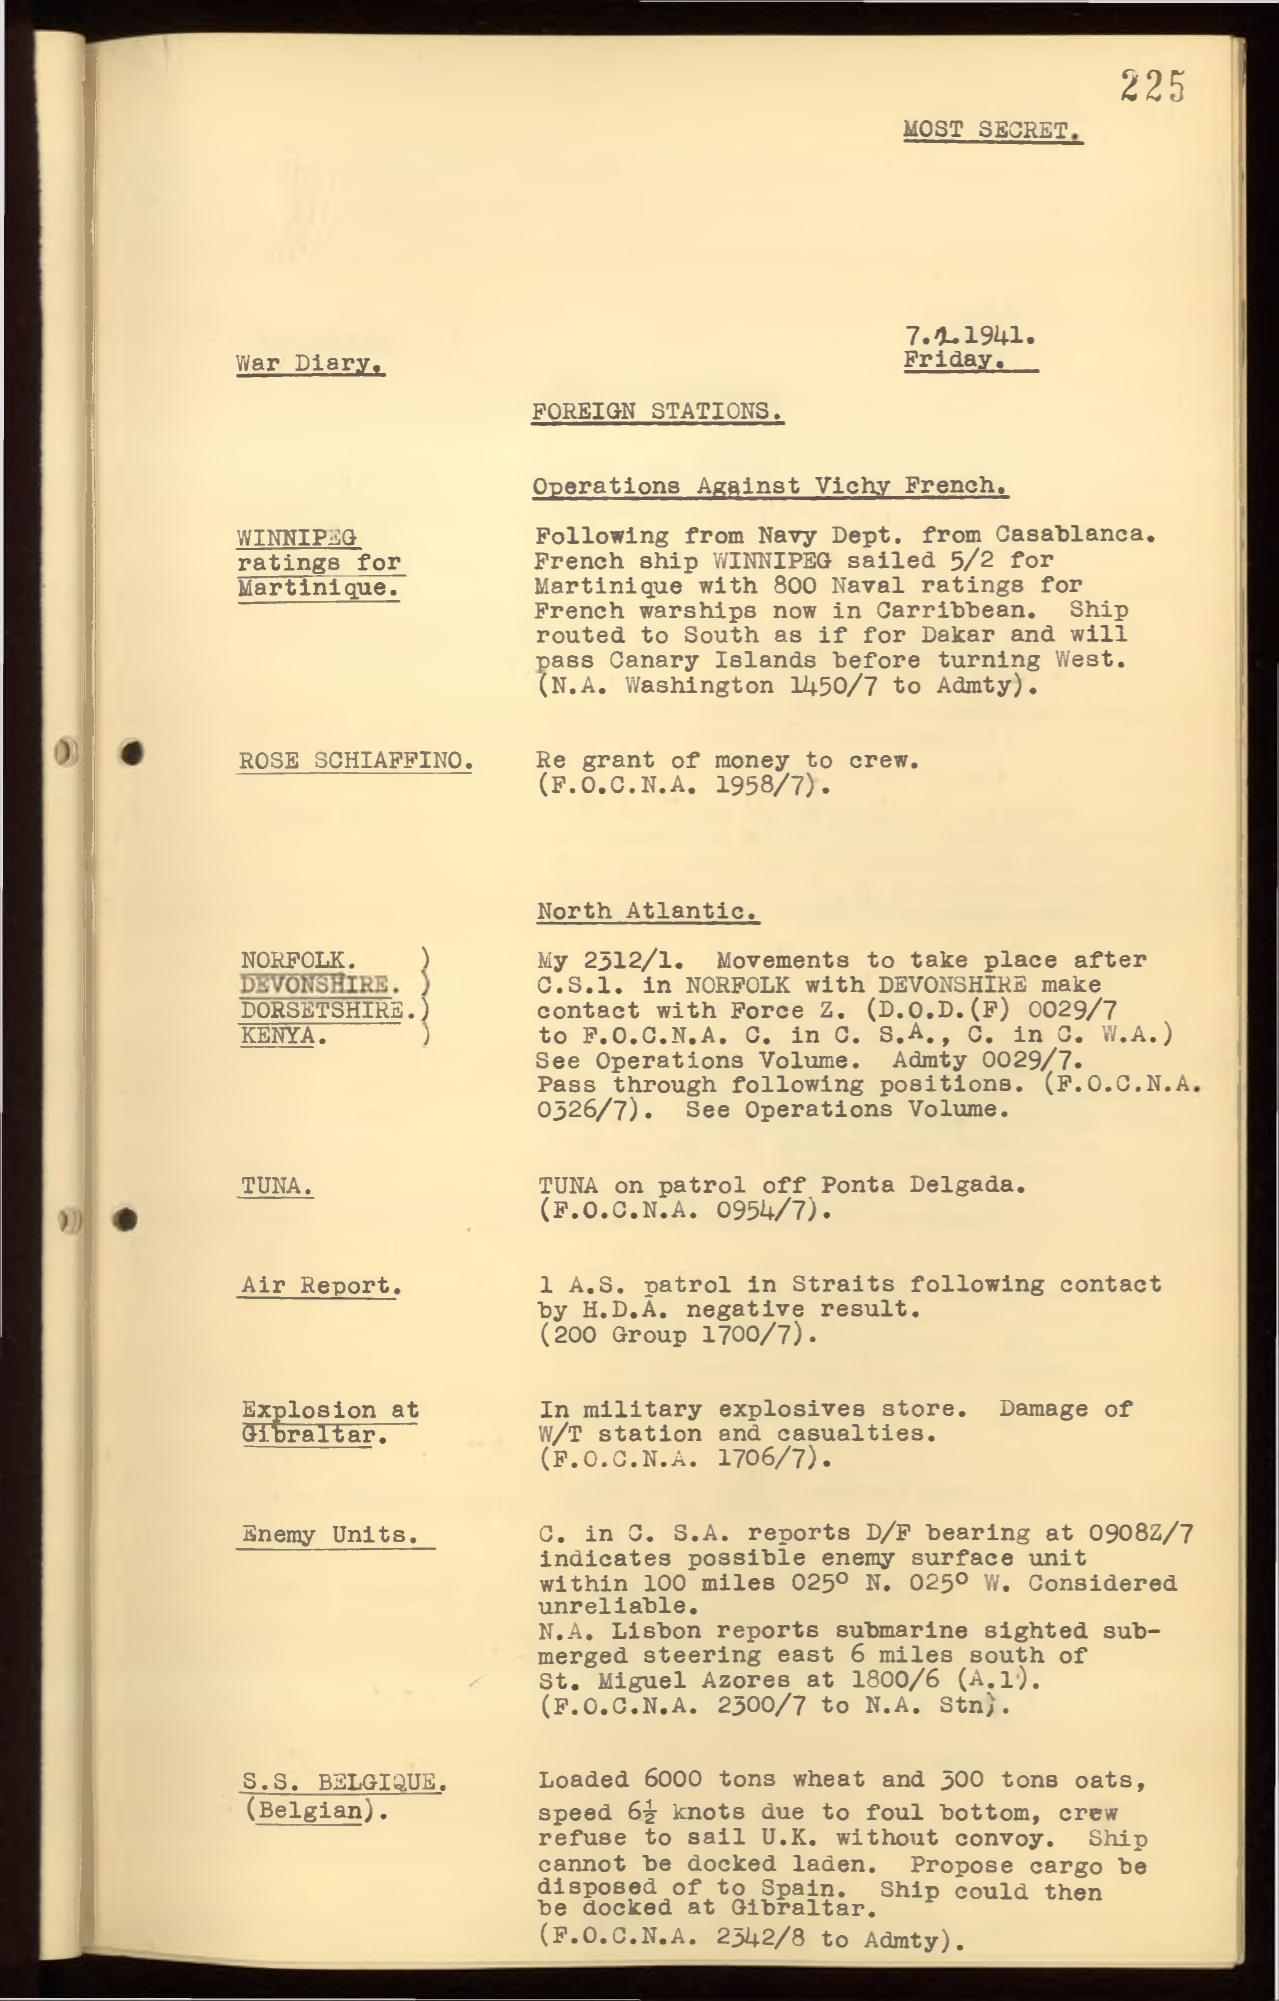 225
MOST SECRET.
7.2.1941.
War Diary.
Friday.
FOREIGN STATIONS.
Operations Against Vichy French.
WINNIPEG
ratings for
Martinique.
Following from Navy Dept. from Casablanca.
French ship WINNIPEG sailed 5/2 for
Martinique with 800 Naval ratings for
French warships now in Carribbean. Ship
routed to South as if for Dakar and will
pass Canary Islands before turning West.
(N.A. Washington 1450/7 to Admty).
ROSE SCHIAFFINO.
Re grant of money to crew.
(F.O.C.N.A. 1958/7).
North Atlantic.
NORFOLK. )
DEVONSHIRE. )
DORSETSHIRE.)
KENYA. )
My 2312/1. Movements to take place after
C.S.1. in NORFOLK with DEVONSHIRE make
contact with Force Z. (D.O.D.(F) 0029/7
to F.O.C.N.A. C. in C. S.A., C. in C. W.A.)
See Operations Volume. Admty 0029/7.
Pass through following positions. (F.O.C.N.A.
0326/7). See Operations Volume.
TUNA.
TUNA on patrol off Ponta Delgada.
(F.O.C.N.A. 0954/7).
Air Report.
1 A.S. patrol in Straits following contact
by H.D.A. negative result.
(200 Group 1700/7).
Explosion at
Gibraltar.
In military explosives store. Damage of
W/T station and casualties.
(F.O.C.N.A. 1706/7).
Enemy Units.
C. in C. S.A. reports D/F bearing at 0908Z/7
indicates possible enemy surface unit
within 100 miles 025° N. 025° W. Considered
unreliable.
N.A. Lisbon reports submarine sighted sub-
merged steering east 6 miles south of
St. Miguel Azores at 1800/6 (A.1).
(F.O.C.N.A. 2300/7 to N.A. Stn).
S.S. BELGIQUE.
(Belgian).
Loaded 6000 tons wheat and 300 tons oats,
speed 6½ knots due to foul bottom, crew
refuse to sail U.K. without convoy. Ship
cannot be docked laden. Propose cargo be
disposed of to Spain. Ship could then
be docked at Gibraltar.
(F.O.C.N.A. 2342/8 to Admty).